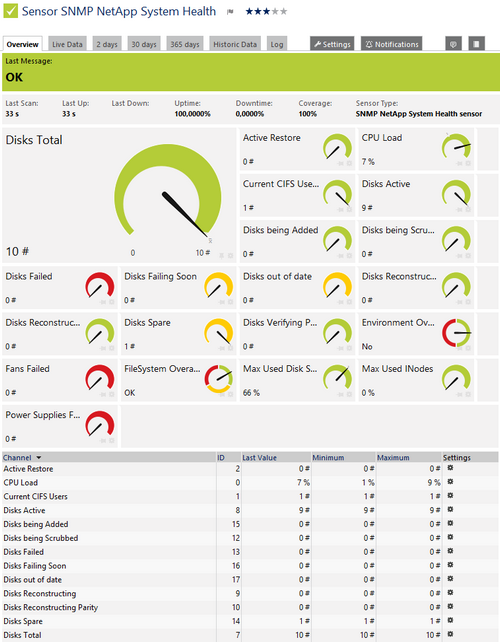 Sensor SNMP NetApp System Health
Overview Live Data 2 days 30 days 365 days Historic Data Log Settings Notifications
Last Message:
OK
Last Scan: Last Up: Last Down: Uptime: Downtime: Coverage: Sensor Type:
33 s 33 s 100,0000% 0,0000% 100% SNMP NetApp System Health sensor
Disks Total
0 10 #
10 #
Active Restore
0 #
CPU Load
7 %
Current CIFS Use...
1 #
Disks Active
9 #
Disks being Added
0 #
Disks being Scru...
0 #
Disks Failed
0 #
Disks Failing Soon
0 #
Disks out of date
0 #
Disks Reconstruc...
0 #
Disks Reconstruc...
0 #
Disks Spare
1 #
Disks Verifying P...
0 #
Environment Ov...
No
Fans Failed
0 #
FileSystem Overa...
OK
Max Used Disk S...
66 %
Max Used INodes
0 %
Power Supplies F...
0 #
Channel ID Last Value Minimum Maximum Settings
Active Restore 2 0 # 0 # 0 #
CPU Load 0 7 % 1 % 9 %
Current CIFS Users 1 1 # 1 # 1 #
Disks Active 8 9 # 9 # 9 #
Disks being Added 15 0 # 0 # 0 #
Disks being Scrubbed 12 0 # 0 # 0 #
Disks Failed 13 0 # 0 # 0 #
Disks Failing Soon 16 0 # 0 # 0 #
Disks out of date 17 0 # 0 # 0 #
Disks Reconstructing 9 0 # 0 # 0 #
Disks Reconstructing Parity 10 0 # 0 # 0 #
Disks Spare 14 1 # 1 # 1 #
Disks Total 7 10 # 10 # 10 #